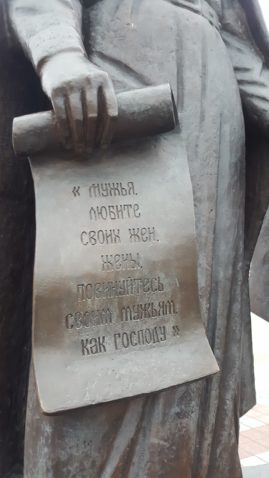 « МУЖЬЯ,
ЛЮБИТЕ
СВОИХ ЖЕН.
ЖЕНЫ,
ПОВИНУЙТЕСЬ
СВОИМ МУЖЬЯМ,
КАК ГОСПОДУ »